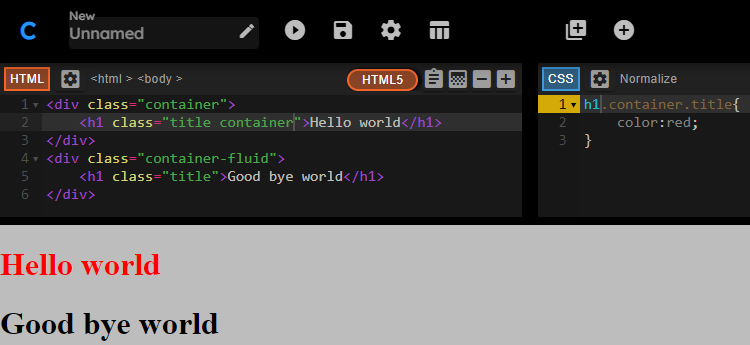 C
New
Unnamed
HTML <html > <body > HTML5
1 <div class="container">
2 <h1 class="title container">Hello world</h1>
3 </div>
4 <div class="container-fluid">
5 <h1 class="title">Good bye world</h1>
6 </div>
CSS Normalize
1 h1.container.title{
2 color:red;
3 }
Hello world
Good bye world